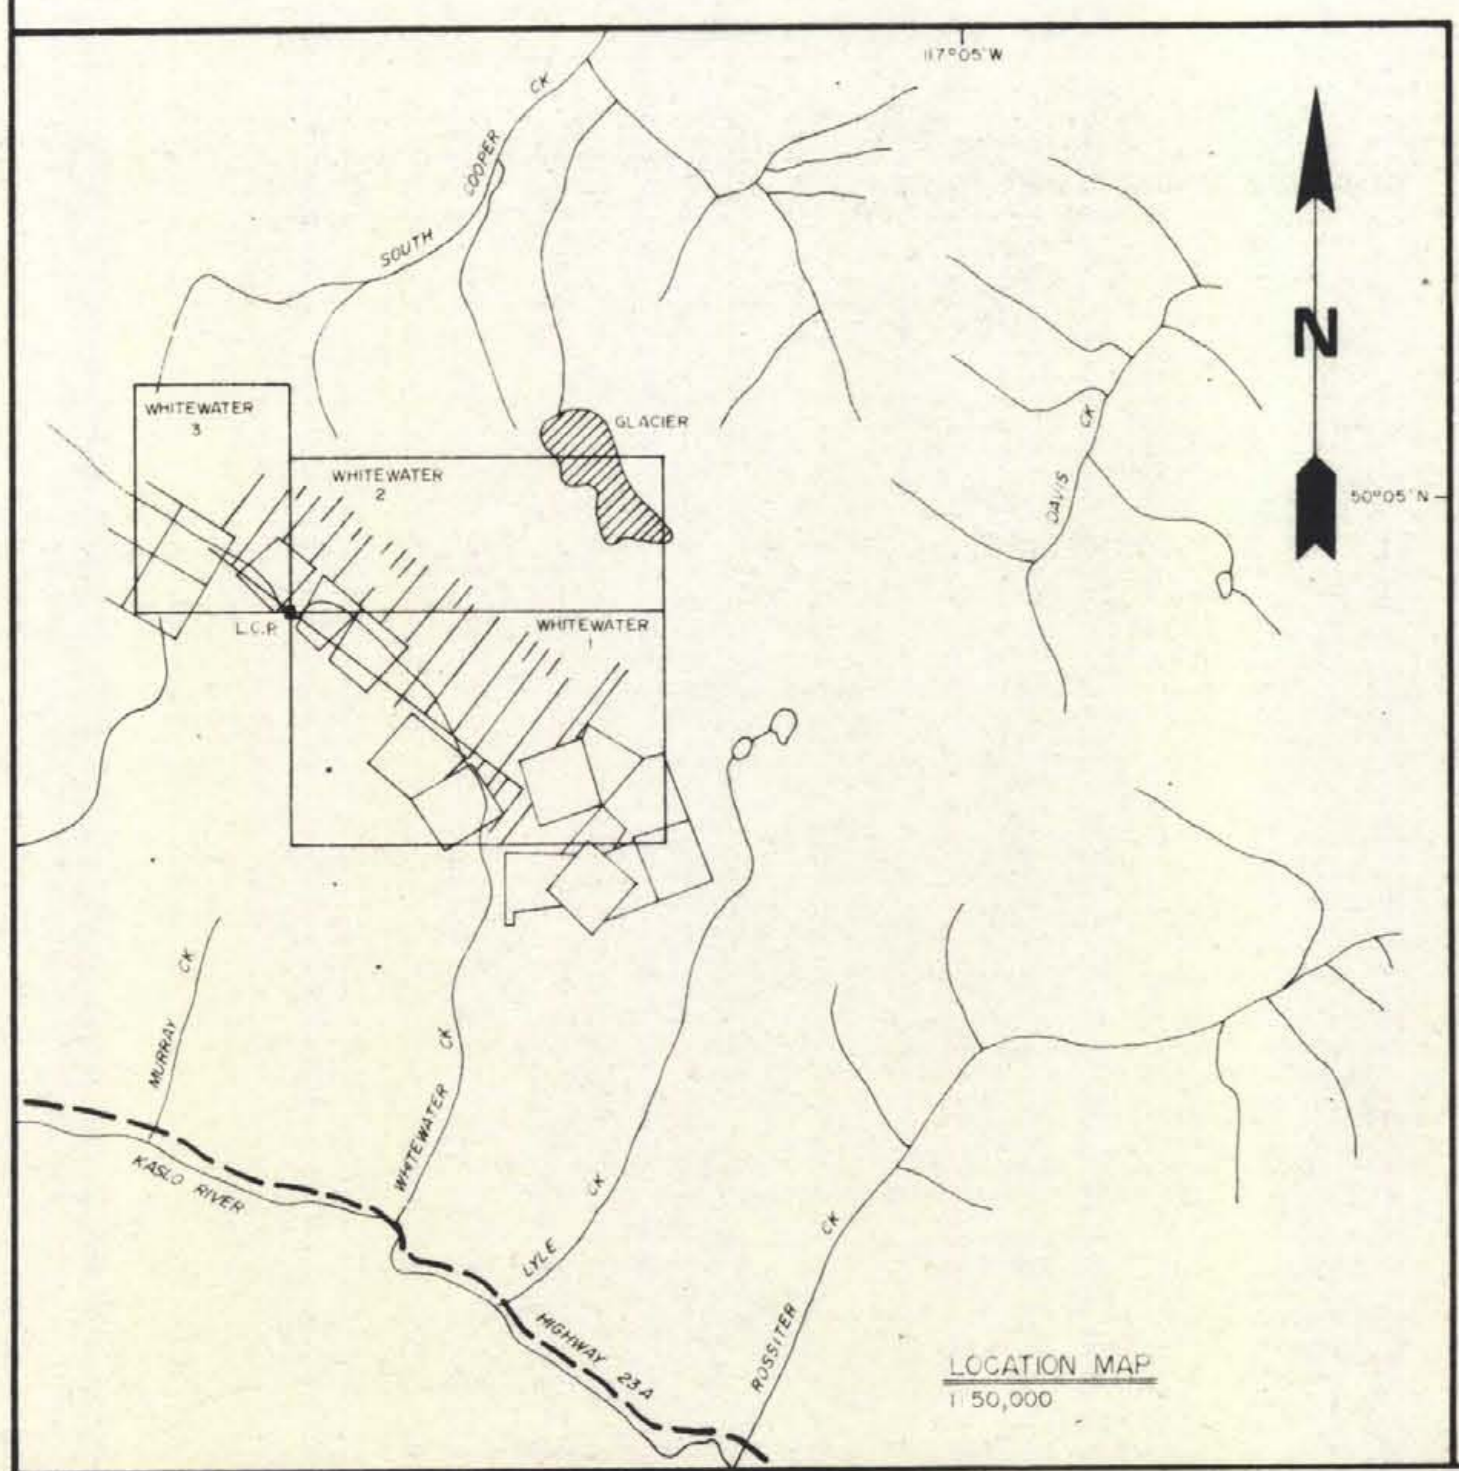 117°05'W
CK
COOPER
SOUTH
N
WHITEWATER
3
GLACIER
WHITEWATER
2
CK
DAVIS
50°05'N
L.C.P.
WHITEWATER
1
CK
MURRAY
CK
WHITEWATER
KASLO RIVER
CK
LYLE
CK
ROSSITER
HIGHWAY 23A
LOCATION MAP
1:50,000